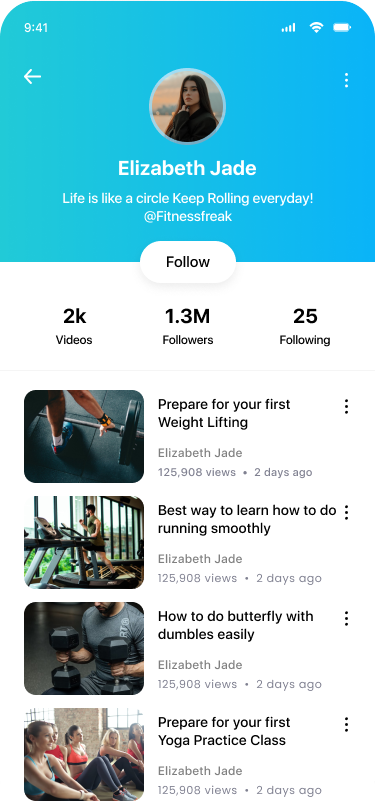 9:41
Elizabeth Jade
Life is like a circle Keep Rolling everyday!
@Fitnessfreak
Follow
2k
Videos
1.3M
Followers
25
Following
Prepare for your first
Weight Lifting
Elizabeth Jade
125,908 views • 2 days ago
Best way to learn how to do
running smoothly
Elizabeth Jade
125,908 views • 2 days ago
How to do butterfly with
dumbles easily
Elizabeth Jade
125,908 views • 2 days ago
Prepare for your first
Yoga Practice Class
Elizabeth Jade
125,908 views • 2 days ago